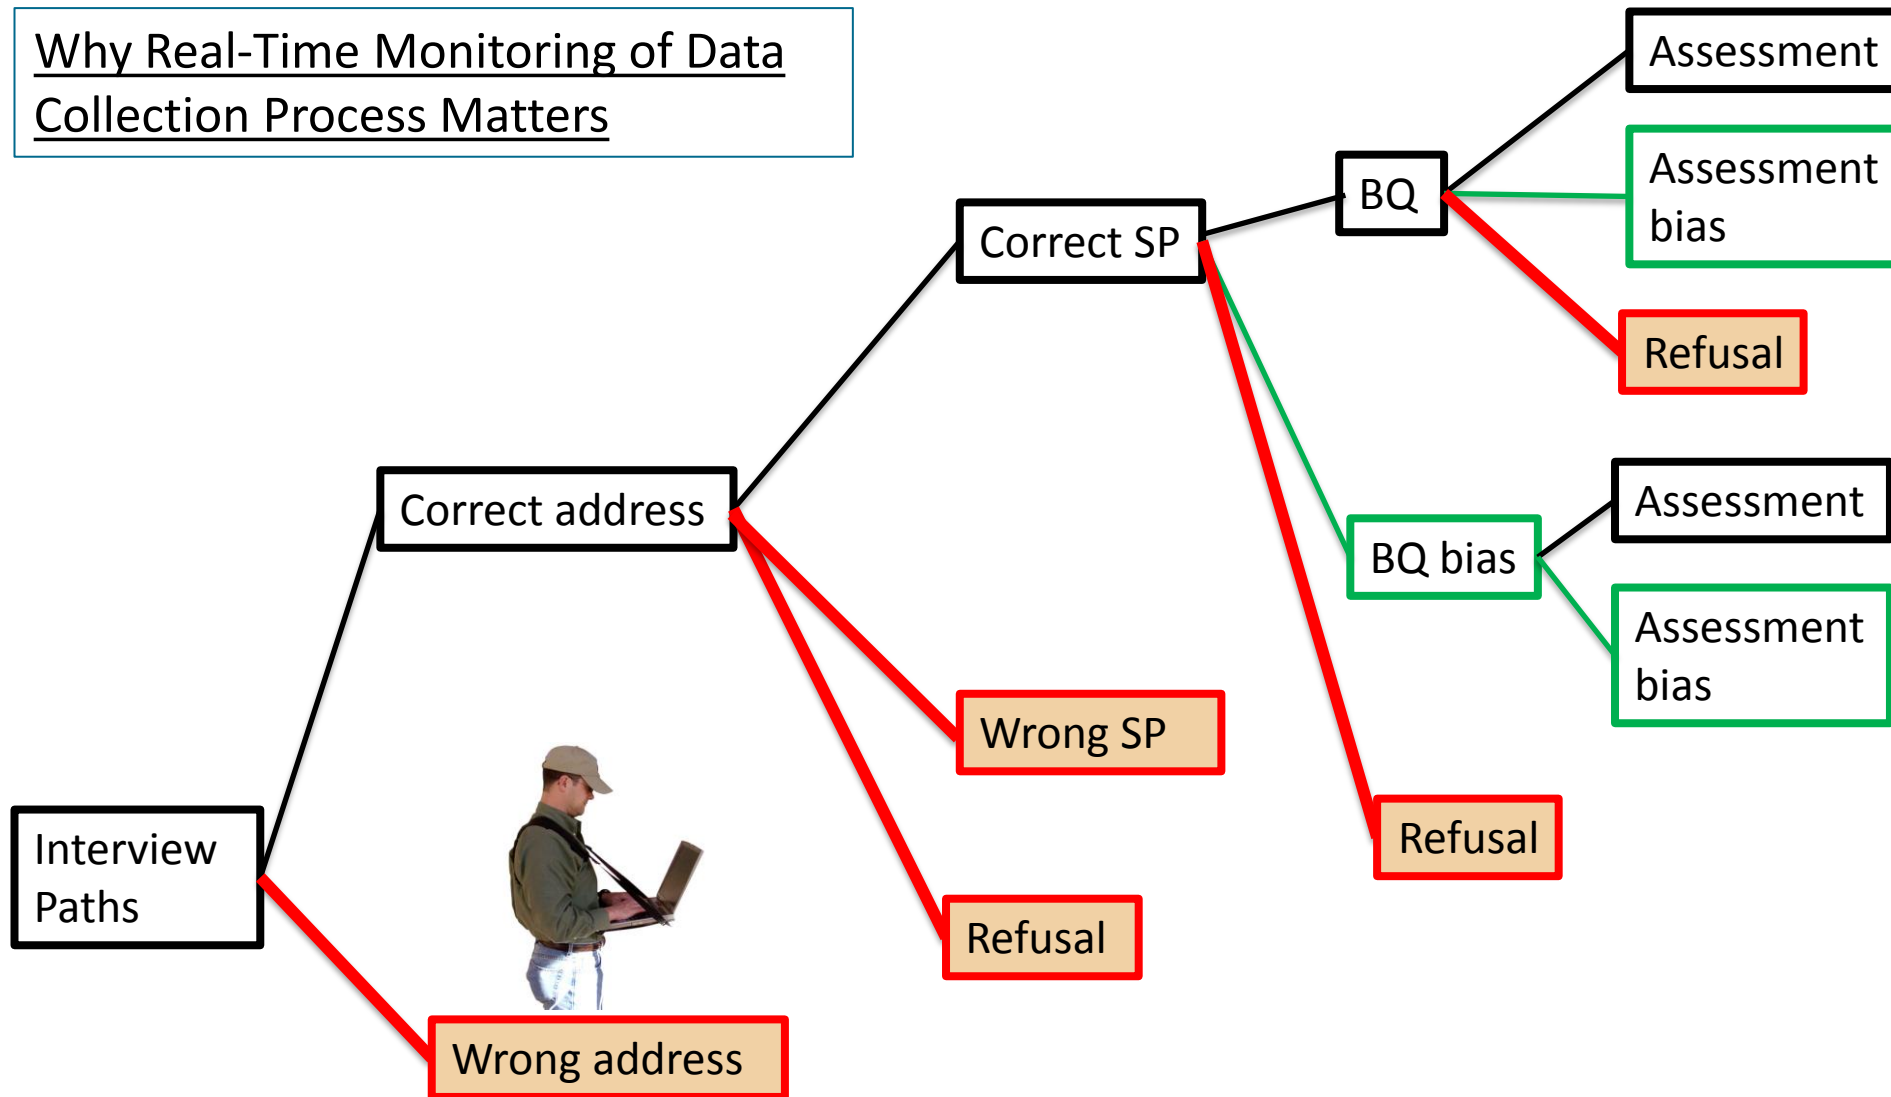 Why Real-Time Monitoring of Data
Collection Process Matters
Assessment
Assessment
bias
BQ
Correct SP
Refusal
Correct address
Assessment
BQ bias
Assessment
bias
Wrong SP
Refusal
Interview
Paths
Refusal
Wrong address